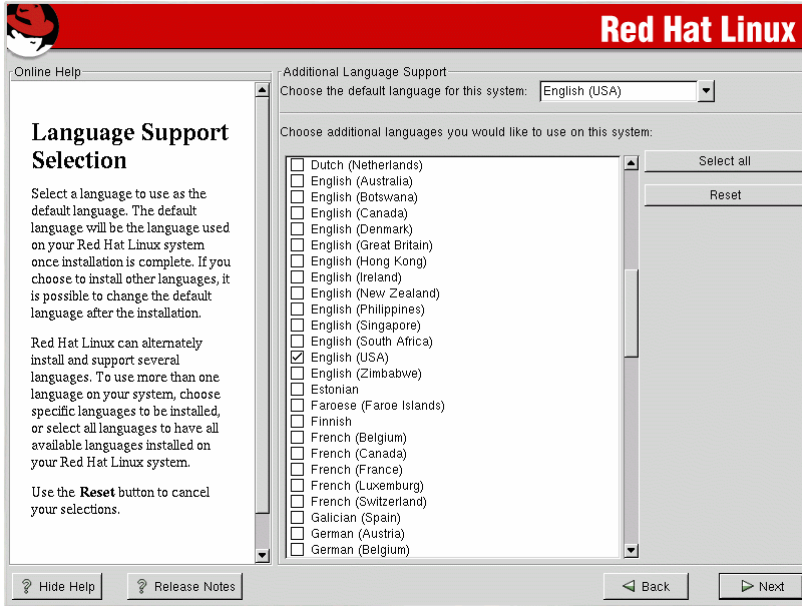 Red Hat Linux
Online Help
Language Support
Selection
Select a language to use as the
default language. The default
language will be the language used
on your Red Hat Linux system
once installation is complete. If you
choose to install other languages, it
is possible to change the default
language after the installation.
Red Hat Linux can alternately
install and support several
languages. To use more than one
language on your system, choose
specific languages to be installed,
or select all languages to have all
available languages installed on
your Red Hat Linux system.
Use the Reset button to cancel
your selections.
Additional Language Support
Choose the default language for this system: English (USA)
Choose additional languages you would like to use on this system:
Dutch (Netherlands)
English (Australia)
English (Botswana)
English (Canada)
English (Denmark)
English (Great Britain)
English (Hong Kong)
English (Ireland)
English (New Zealand)
English (Philippines)
English (Singapore)
English (South Africa)
English (USA)
English (Zimbabwe)
Estonian
Faroese (Faroe Islands)
Finnish
French (Belgium)
French (Canada)
French (France)
French (Luxemburg)
French (Switzerland)
Galician (Spain)
German (Austria)
German (Belgium)
Select all
Reset
Hide Help
Release Notes
Back
Next